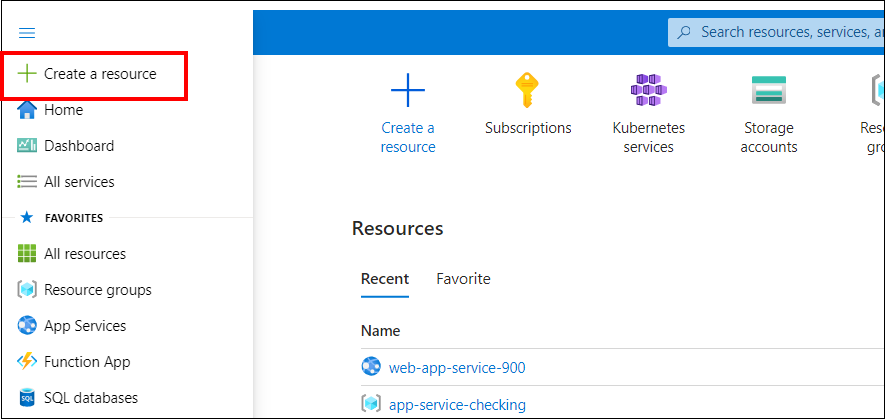 Search resources, services, a
Create a resource
Home
Dashboard
All services
FAVORITES
All resources
Resource groups
App Services
Function App
SQL databases
Create a
resource
Subscriptions
Kubernetes
services
Storage
accounts
Resources
Recent
Favorite
Name
web-app-service-900
app-service-checking